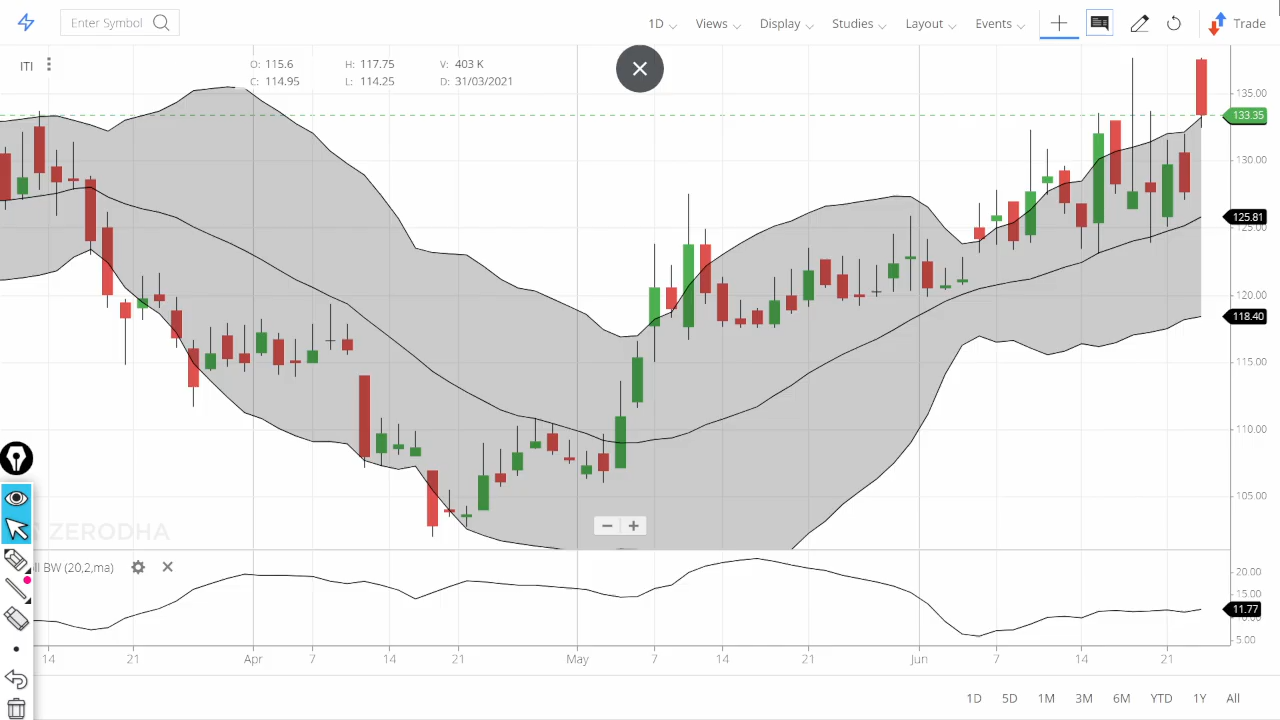 Enter Symbol
1D Views Display Studies Layout Events Trade
ITI
O: 115.6 H: 117.75 V: 403 K
C: 114.95 L: 114.25 D: 31/03/2021
135.00
133.35
130.00
125.81
125.00
120.00
118.40
115.00
110.00
105.00
ZERODHA
ll BW (20,2,ma)
20.00
15.00
11.77
10.00
5.00
14 21 Apr 7 14 21 May 7 14 21 Jun 7 14 21
1D 5D 1M 3M 6M YTD 1Y All